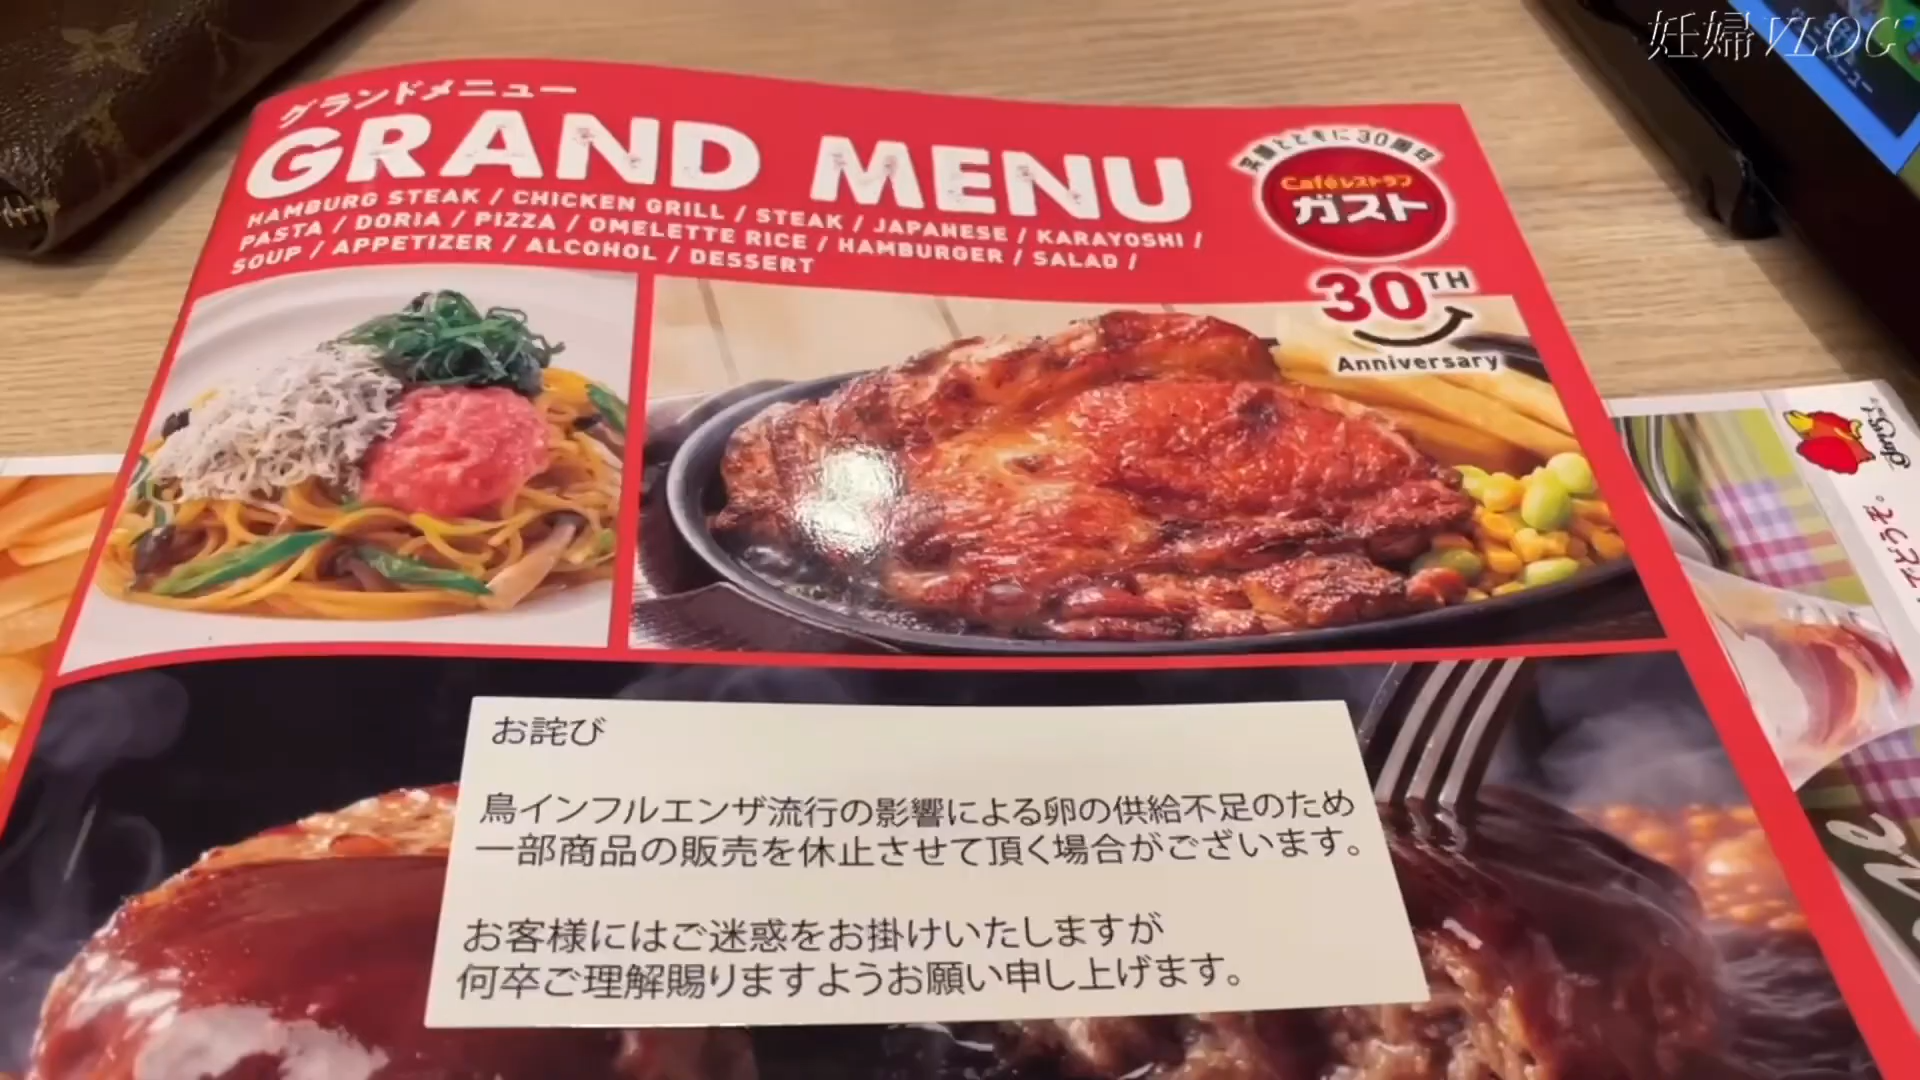 妊婦VLOG
グランドメニュー
GRAND MENU
HAMBURG STEAK / CHICKEN GRILL / STEAK / JAPANESE / KARAYOSHI /
PASTA / DORIA / PIZZA / OMELETTE RICE / HAMBURGER / SALAD /
SOUP / APPETIZER / ALCOHOL / DESSERT
笑顔とともに30周年
Caféレストラン
ガスト
30TH
Anniversary
お詫び
鳥インフルエンザ流行の影響による卵の供給不足のため
一部商品の販売を休止させて頂く場合がございます。
お客様にはご迷惑をお掛けいたしますが
何卒ご理解賜りますようお願い申し上げます。